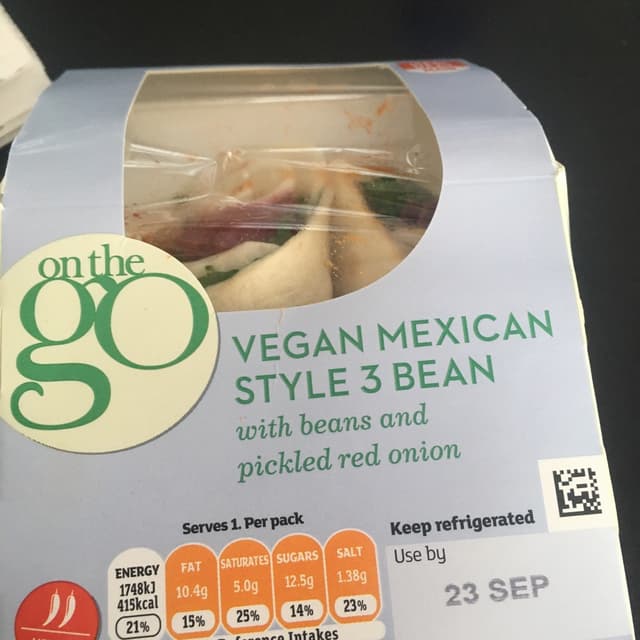 on the
go
VEGAN MEXICAN
STYLE 3 BEAN
with beans and
pickled red onion
Serves 1. Per pack
ENERGY
1748kJ
415kcal
21%
FAT
10.4g
15%
SATURATES
5.0g
25%
SUGARS
12.5g
14%
SALT
1.38g
23%
Intakes
Keep refrigerated
Use by
23 SEP